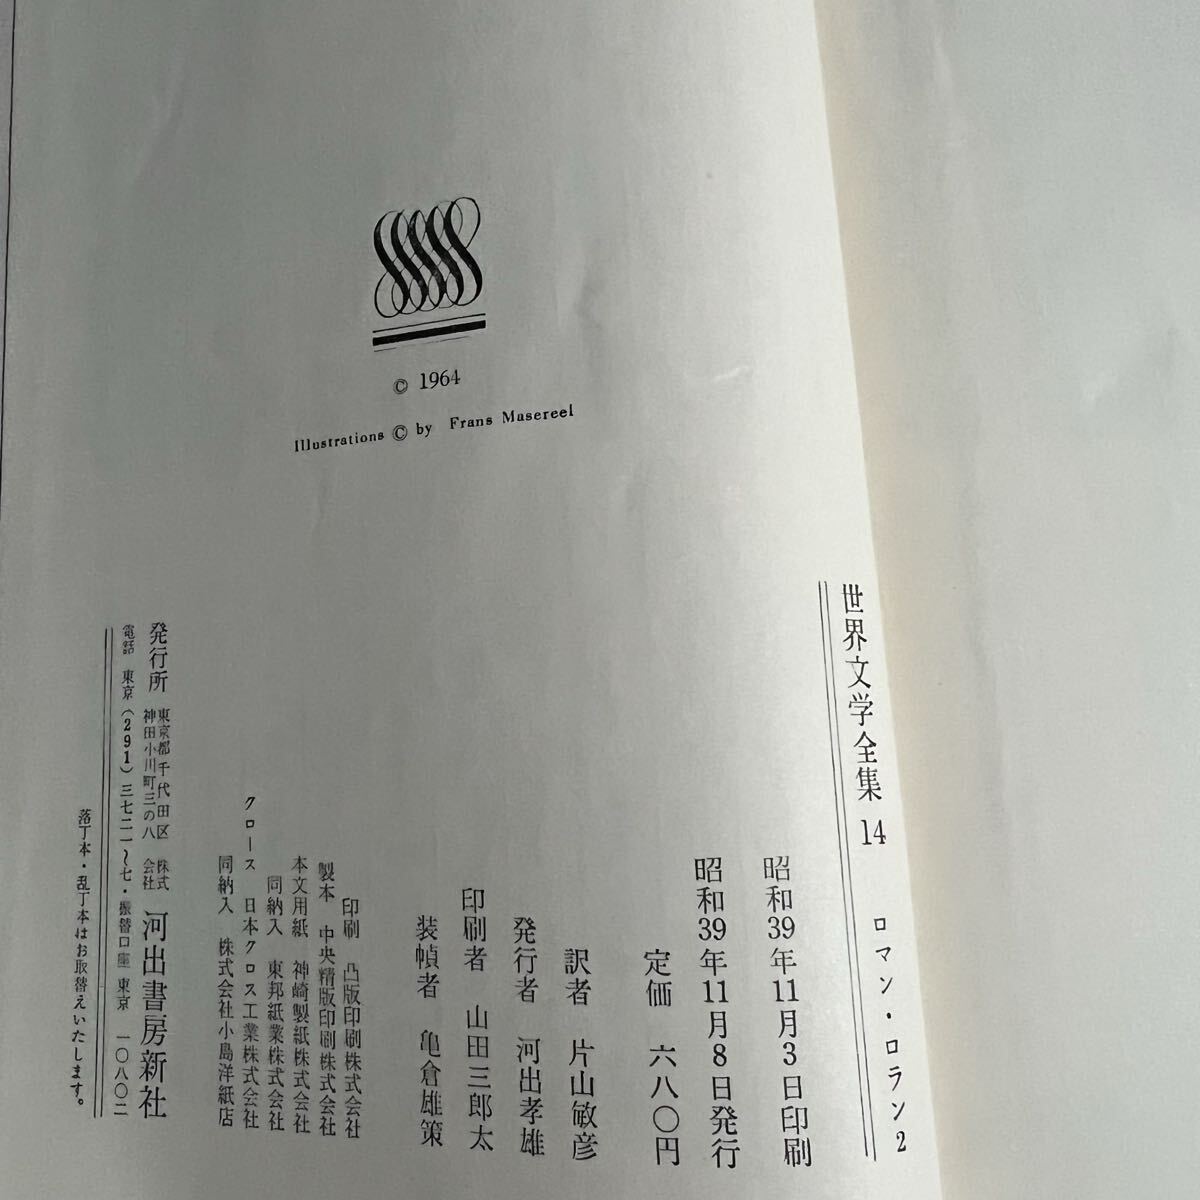 © 1964
Illustrations © by Frans Masereel
世界文学全集 14 ロマン・ロラン2
昭和39年11月3日印刷
昭和39年11月8日発行
定価 六八〇円
訳者 片山敏彦
発行者 河出孝雄
印刷者 山田三郎太
装幀者 亀倉雄策
印刷 凸版印刷株式会社
製本 中央精版印刷株式会社
本文用紙 神崎製紙株式会社
同納入 東邦紙業株式会社
クロース 日本クロス工業株式会社
同納入 株式会社小島洋紙店
発行所 東京都千代田区神田小川町三の八 株式会社 河出書房新社
電話 東京(291)三七二一〜七・振替口座 東京 一〇八〇二
落丁本・乱丁本はお取替えいたします。